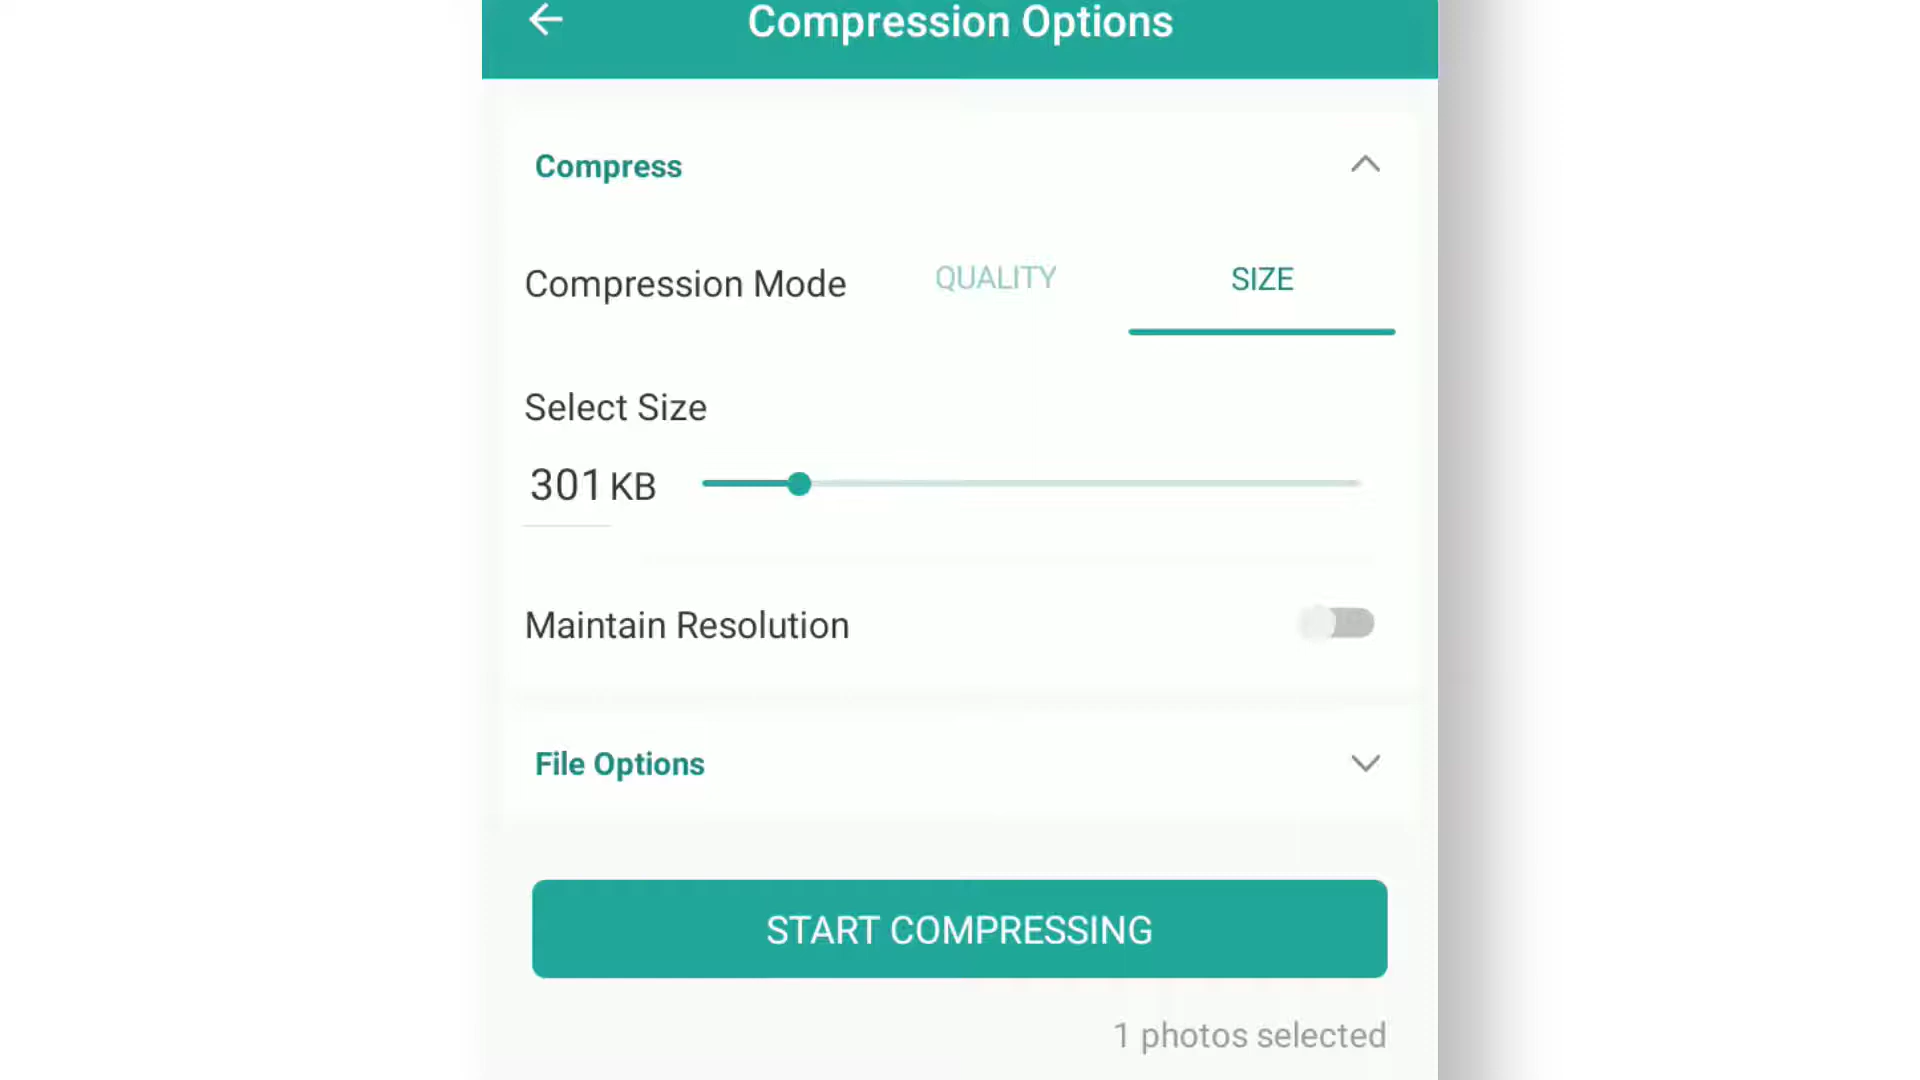 Compression Options
Compress
Compression Mode QUALITY SIZE
Select Size
301 KB
Maintain Resolution
File Options
START COMPRESSING
1 photos selected